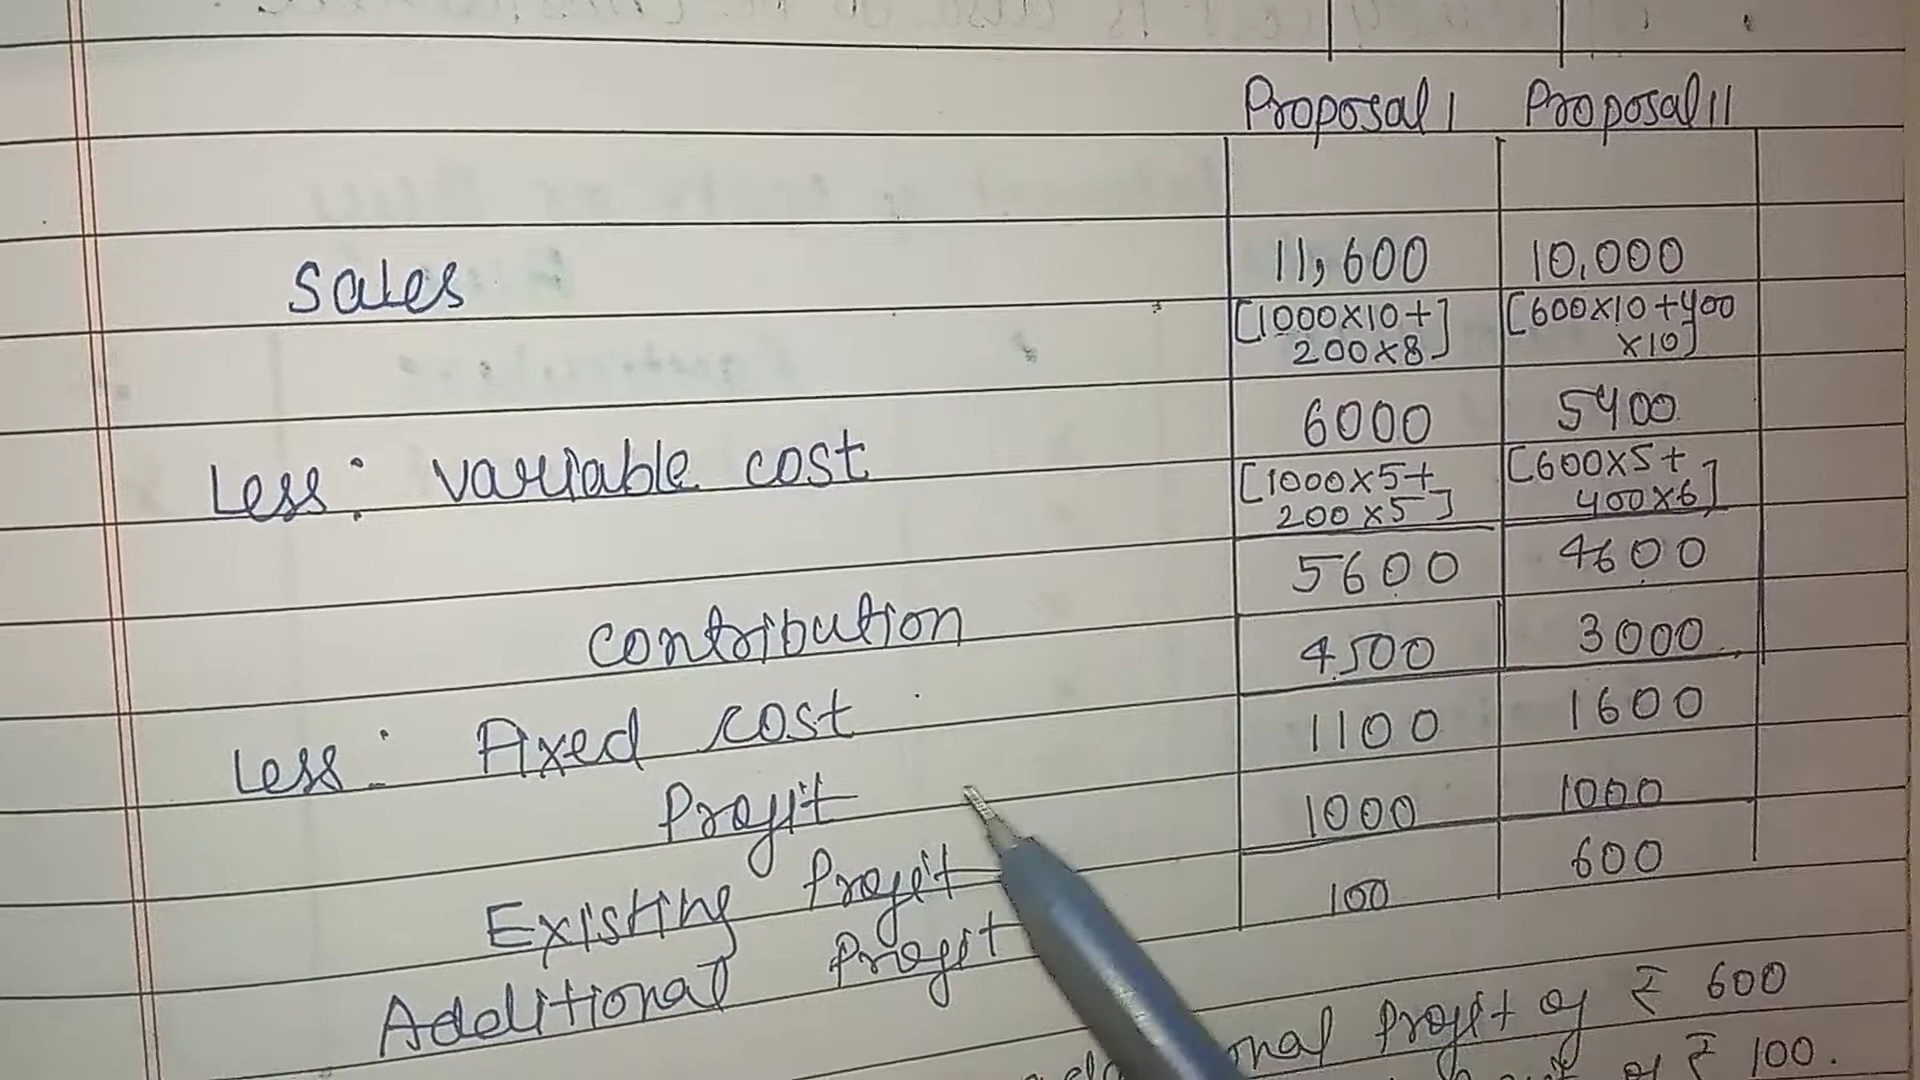 Proposal I Proposal II
Sales 11,600 10,000
[1000×10+ 200×8] [600×10+400 ×10]
Less: variable cost 6000 5400
[1000×5+ 200×5] [600×5+ 400×6]
Contribution 5600 4600
Less: Fixed cost 4500 3000
Profit 1100 1600
Existing Profit 1000 1000
Additional Profit 100 600
Profit of ₹ 600
of ₹ 100.